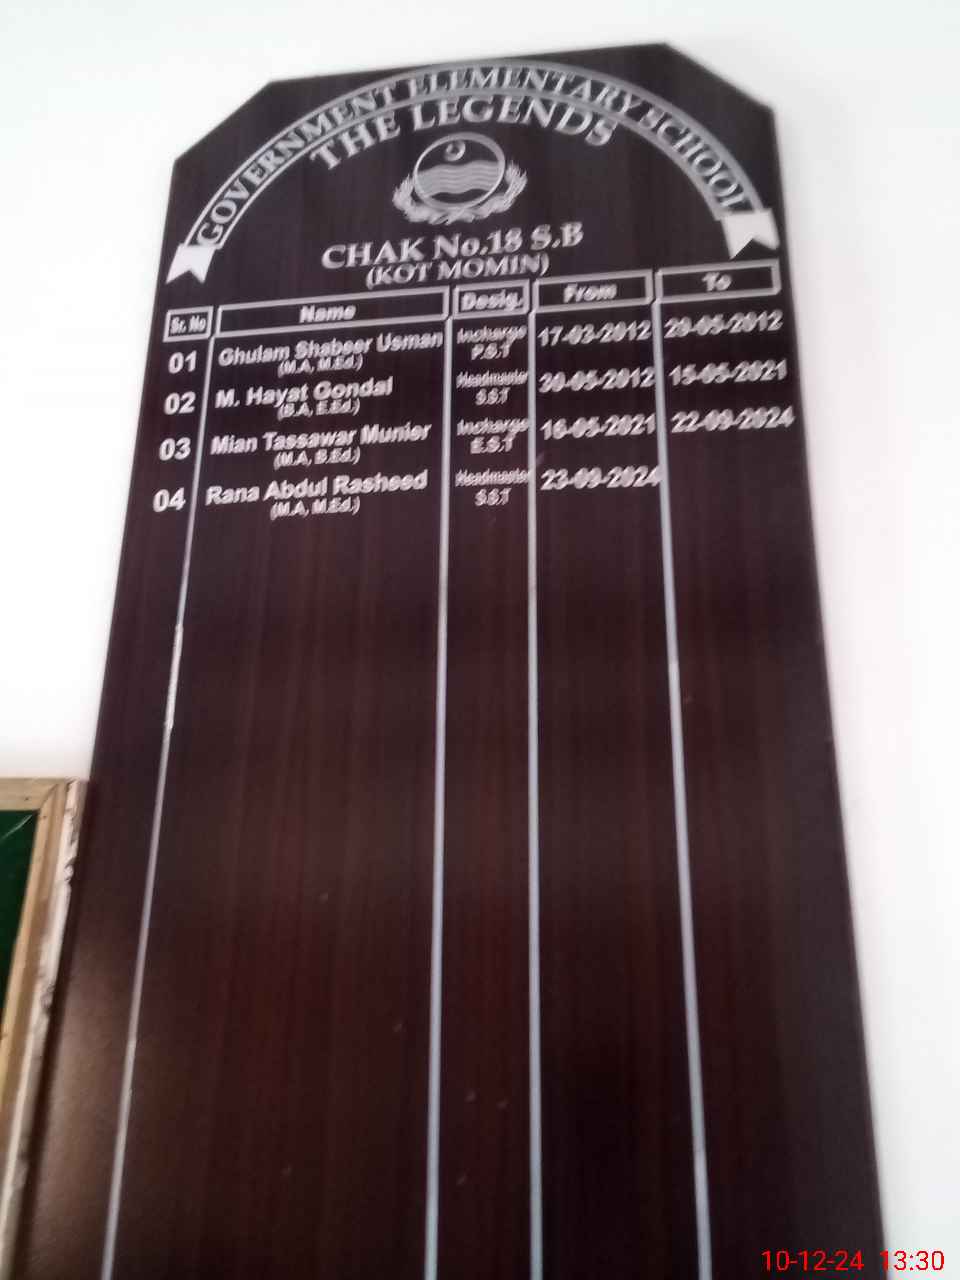 GOVERNMENT ELEMENTARY SCHOOL
THE LEGENDS
CHAK No.18 S.B
(KOT MOMIN)
Sr. No Name Desig. From To
01 Ghulam Shabeer Usman Incharge 17-03-2012 29-05-2012
(M.A, M.Ed.) P.S.T
02 M. Hayat Gondal Headmaster 30-05-2012 15-05-2021
(B.A, B.Ed.) S.S.T
03 Mian Tassawar Munier Incharge 16-05-2021 22-09-2024
(M.A, B.Ed.) E.S.T
04 Rana Abdul Rasheed Headmaster 23-09-2024
(M.A, M.Ed.) S.S.T
10-12-24 13:30